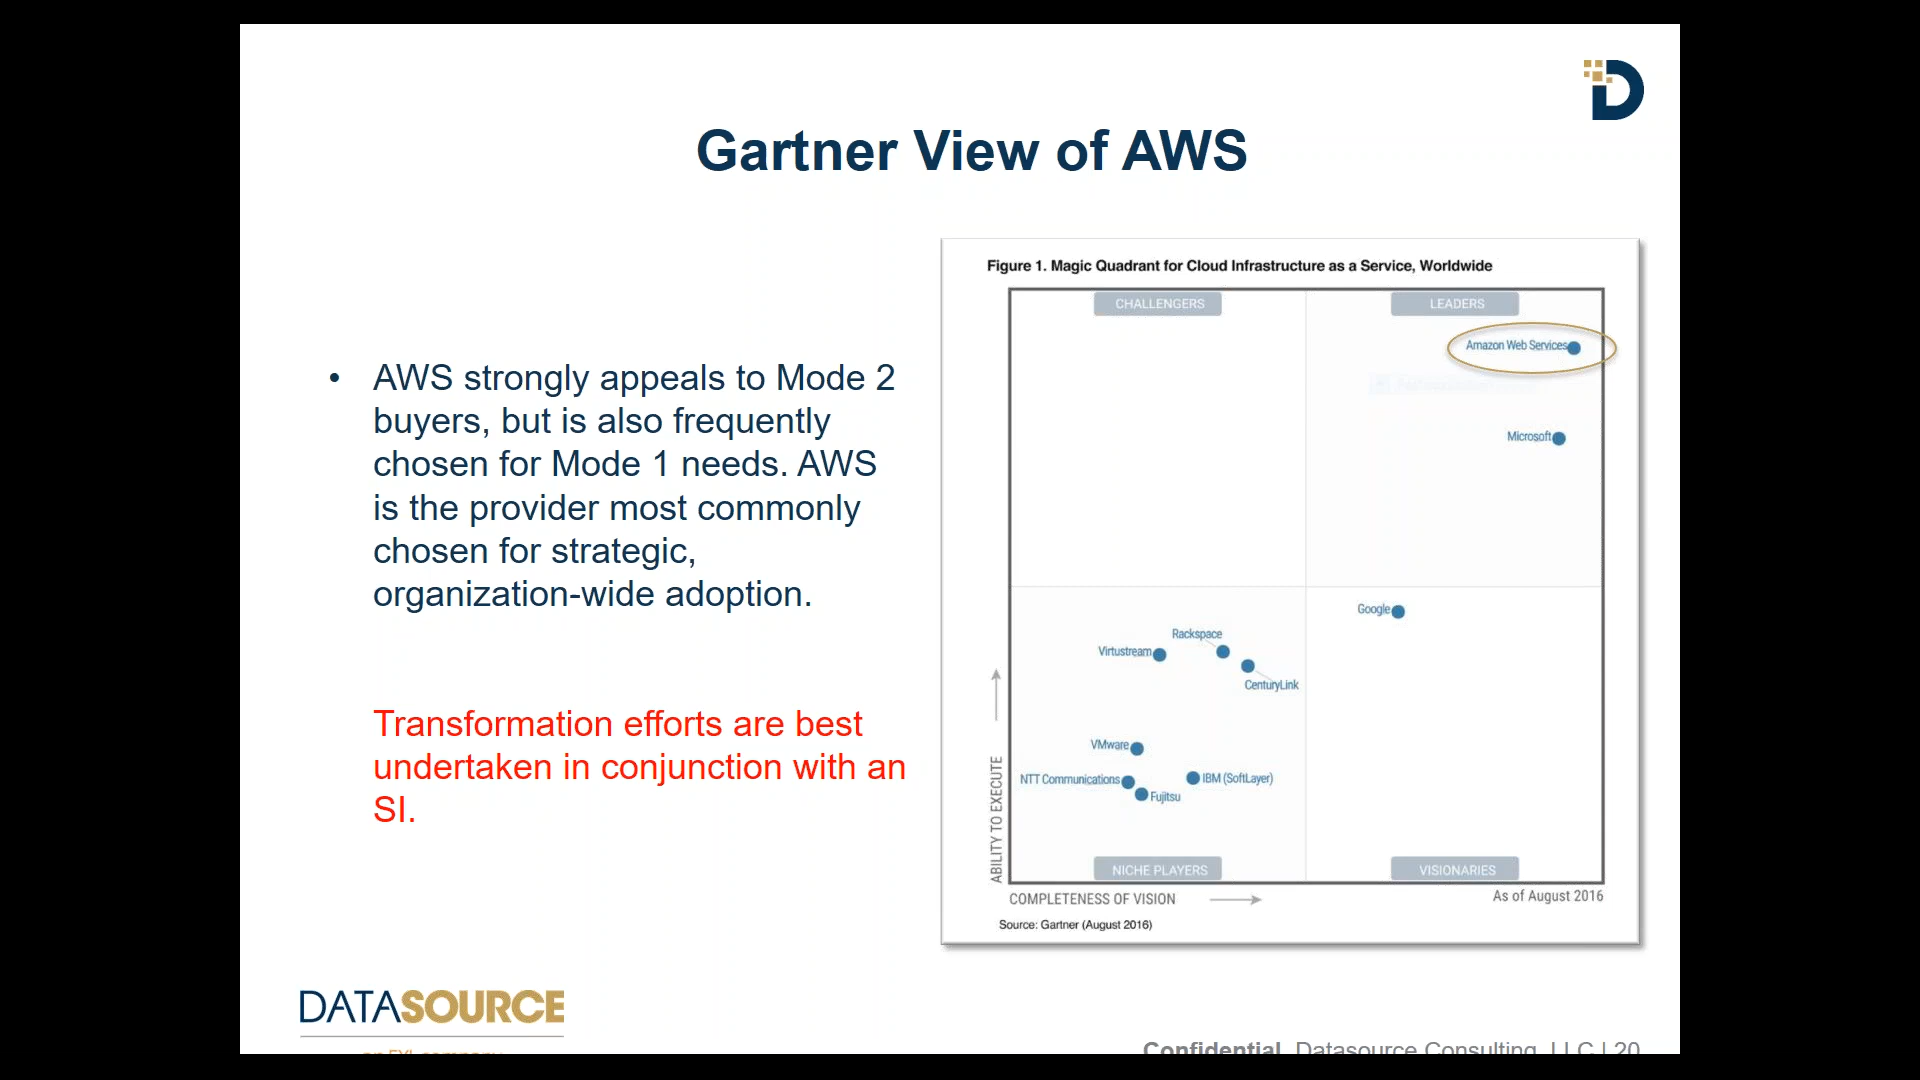 Gartner View of AWS
• AWS strongly appeals to Mode 2
buyers, but is also frequently
chosen for Mode 1 needs. AWS
is the provider most commonly
chosen for strategic,
organization-wide adoption.
Transformation efforts are best
undertaken in conjunction with an
SI.
Figure 1. Magic Quadrant for Cloud Infrastructure as a Service, Worldwide
CHALLENGERS
LEADERS
Amazon Web Services
Microsoft
Google
Rackspace
Virtustream
CenturyLink
VMware
NTT Communications
IBM (SoftLayer)
Fujitsu
ABILITY TO EXECUTE
NICHE PLAYERS
VISIONARIES
COMPLETENESS OF VISION
As of August 2016
Source: Gartner (August 2016)
DATASOURCE
an EXL company
Confidential Datasource Consulting, LLC | 20